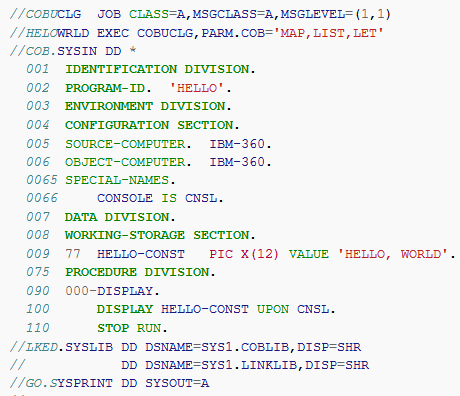 //COBUCLG  JOB CLASS=A,MSGCLASS=A,MSGLEVEL=(1,1)
//HELOWRLD EXEC COBUCLG,PARM.COB='MAP,LIST,LET'
//COB.SYSIN DD *
  001  IDENTIFICATION DIVISION.
  002  PROGRAM-ID.  'HELLO'.
  003  ENVIRONMENT DIVISION.
  004  CONFIGURATION SECTION.
  005  SOURCE-COMPUTER.  IBM-360.
  006  OBJECT-COMPUTER.  IBM-360.
  0065 SPECIAL-NAMES.
  0066     CONSOLE IS CNSL.
  007  DATA DIVISION.
  008  WORKING-STORAGE SECTION.
  009  77  HELLO-CONST   PIC X(12) VALUE 'HELLO, WORLD'.
  075  PROCEDURE DIVISION.
  090  000-DISPLAY.
  100      DISPLAY HELLO-CONST UPON CNSL.
  110      STOP RUN.
//LKED.SYSLIB DD DSNAME=SYS1.COBLIB,DISP=SHR
//            DD DSNAME=SYS1.LINKLIB,DISP=SHR
//GO.SYSPRINT DD SYSOUT=A
//